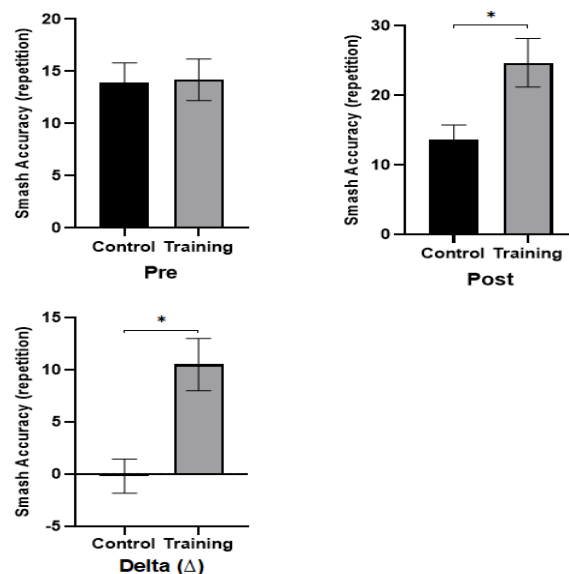 Smash Accuracy (repetition)
20
15
10
5
0
Control Training
Pre
Smash Accuracy (repetition)
30
20
10
0
*
Control Training
Post
Smash Accuracy (repetition)
15
10
5
0
-5
*
Control Training
Delta (Δ)